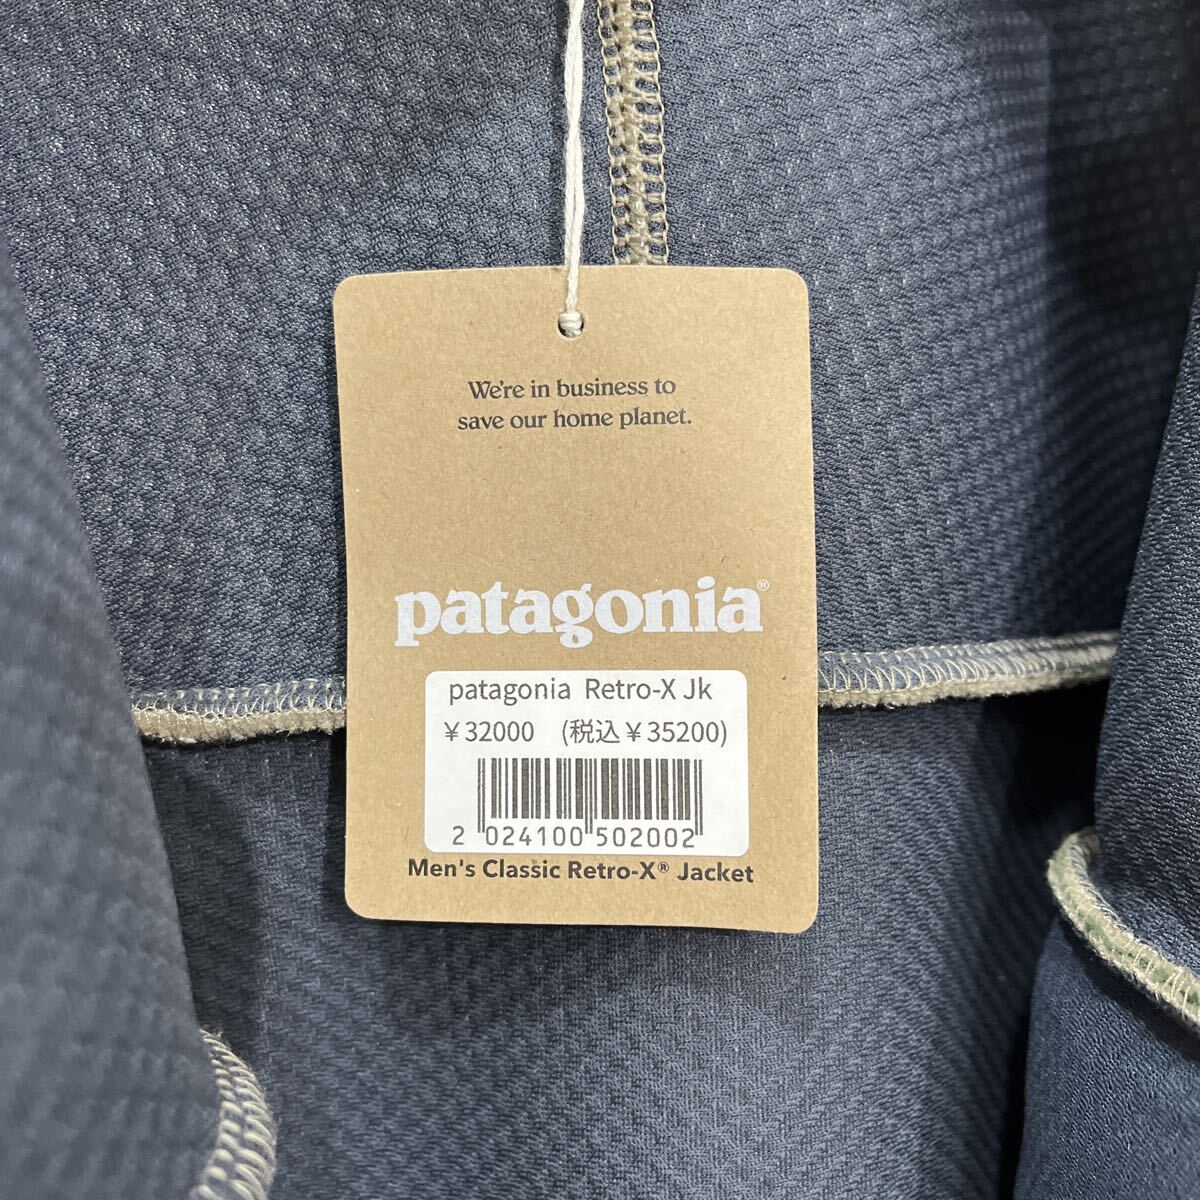 We're in business to
save our home planet.
patagonia®
patagonia Retro-X Jk
￥32000 (税込￥35200)
2 024100 502002
Men's Classic Retro-X® Jacket